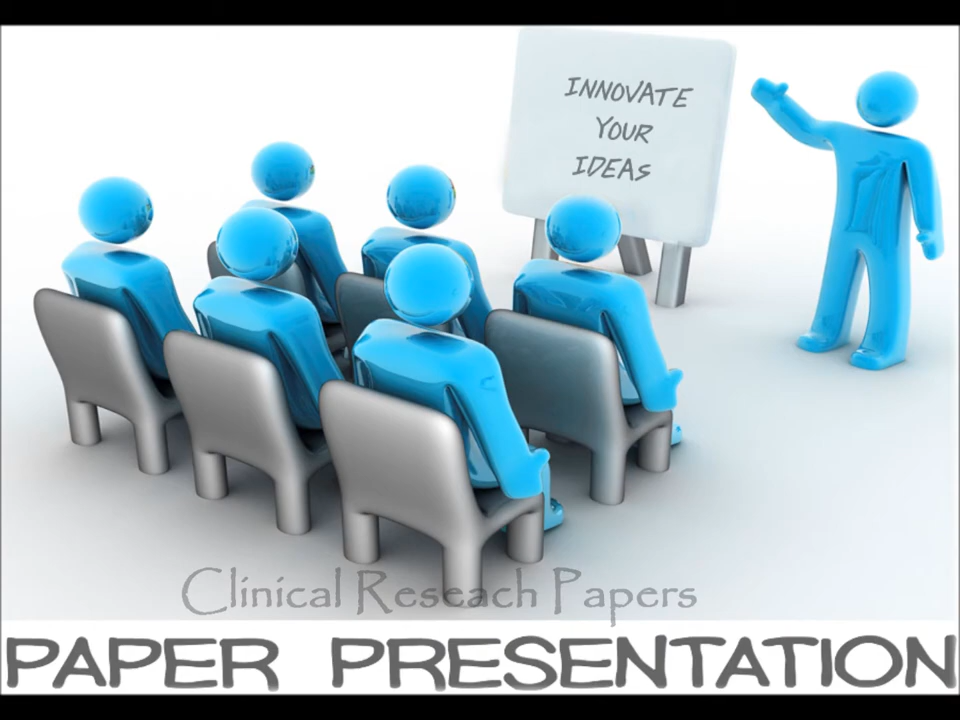 INNOVATE
YOUR
IDEAS
Clinical Reseach Papers
PAPER PRESENTATION